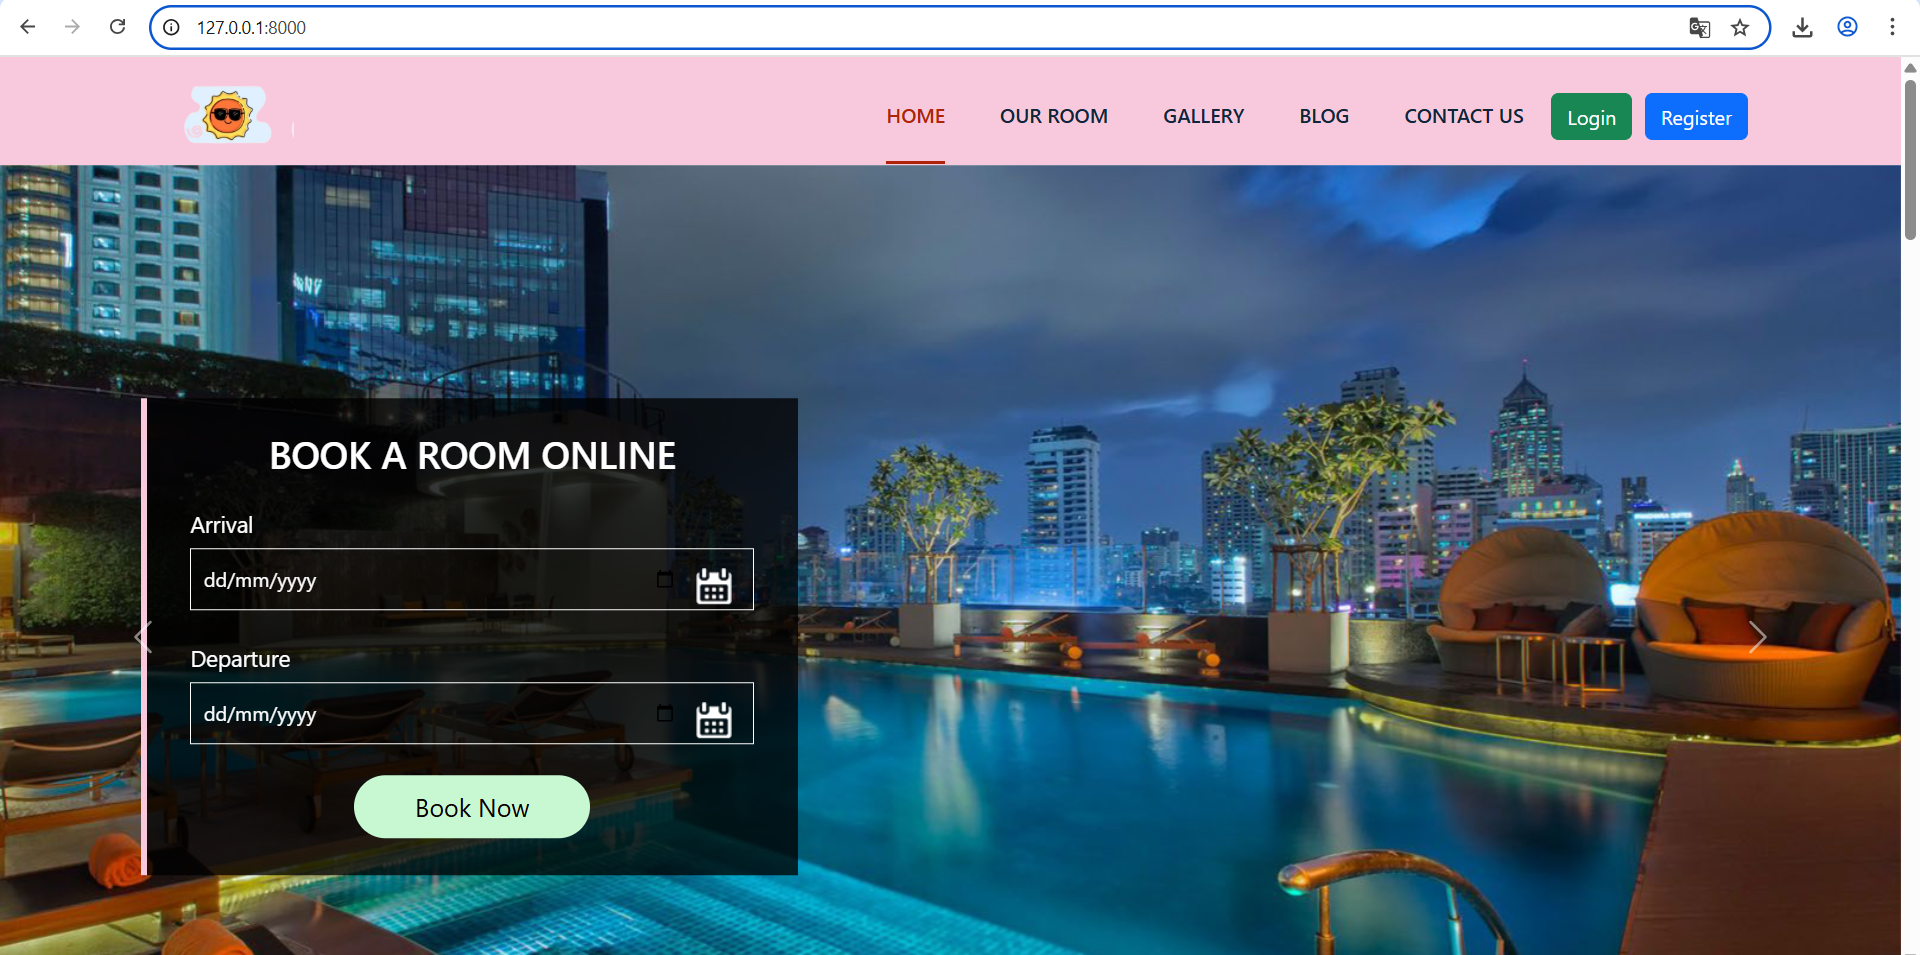 127.0.0.1:8000
HOME OUR ROOM GALLERY BLOG CONTACT US Login Register
BOOK A ROOM ONLINE
Arrival
dd/mm/yyyy
Departure
dd/mm/yyyy
Book Now